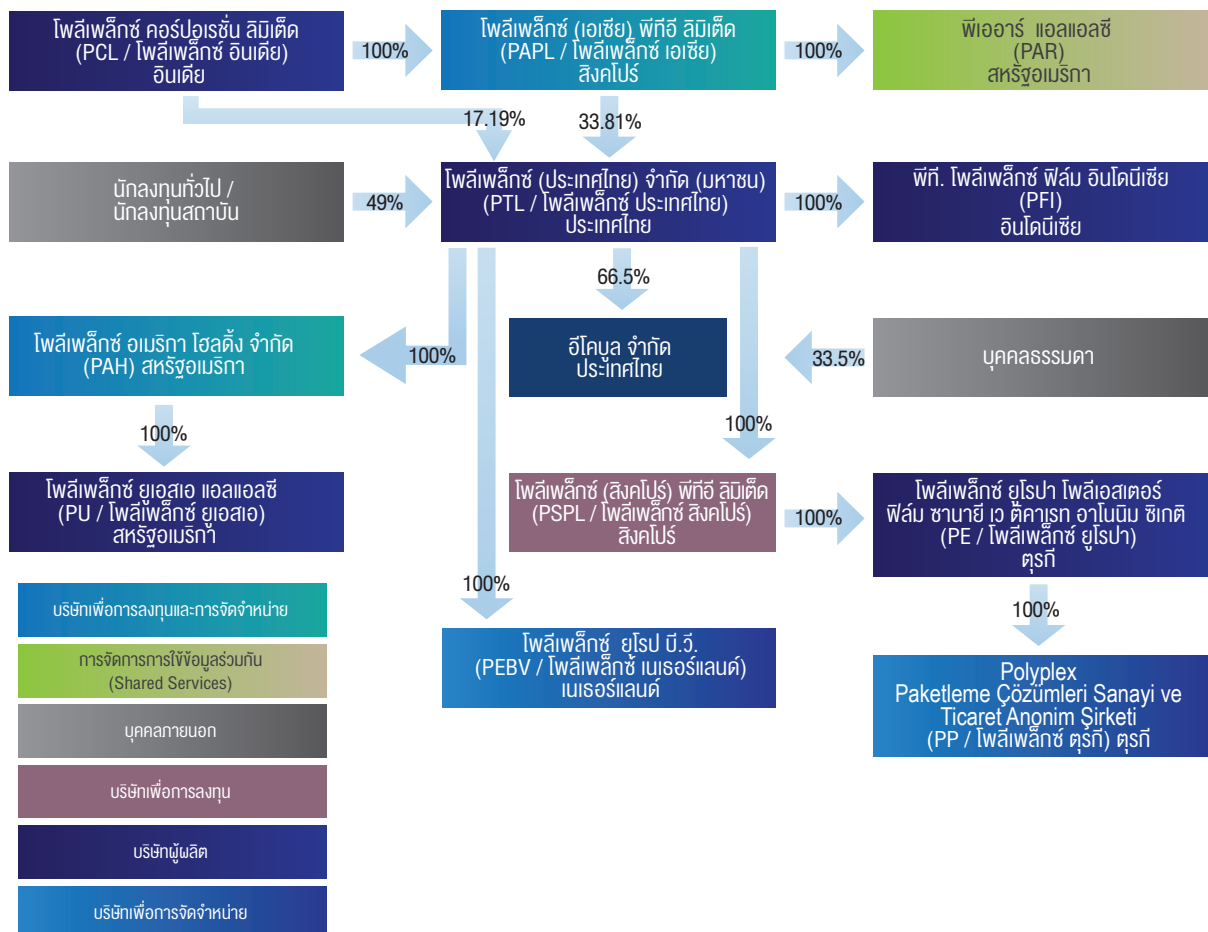 โพลีเพล็กซ์ คอร์ปอเรชั่น ลิมิเต็ด
(PCL / โพลีเพล็กซ์ อินเดีย)
อินเดีย
100%
โพลีเพล็กซ์ (เอเชีย) พีทีอี ลิมิเต็ด
(PAPL / โพลีเพล็กซ์ เอเซีย)
สิงคโปร์
100%
พีเออาร์ แอลแอลซี
(PAR)
สหรัฐอเมริกา
17.19%
33.81%
นักลงทุนทั่วไป /
นักลงทุนสถาบัน
49%
โพลีเพล็กซ์ (ประเทศไทย) จำกัด (มหาชน)
(PTL / โพลีเพล็กซ์ ประเทศไทย)
ประเทศไทย
100%
พีที. โพลีเพล็กซ์ ฟิล์ม อินโดนีเซีย
(PFI)
อินโดนีเซีย
66.5%
โพลีเพล็กซ์ อเมริกา โฮลดิ้ง จำกัด
(PAH) สหรัฐอเมริกา
100%
อีโคบูล จำกัด
ประเทศไทย
33.5%
บุคคลธรรมดา
100%
100%
โพลีเพล็กซ์ ยูเอสเอ แอลแอลซี
(PU / โพลีเพล็กซ์ ยูเอสเอ)
สหรัฐอเมริกา
โพลีเพล็กซ์ (สิงคโปร์) พีทีอี ลิมิเต็ด
(PSPL / โพลีเพล็กซ์ สิงคโปร์)
สิงคโปร์
100%
โพลีเพล็กซ์ ยูโรปา โพลีเอสเตอร์
ฟิล์ม ซานายี เว ติคาเรท อาโนนิม ซิเกติ
(PE / โพลีเพล็กซ์ ยูโรปา)
ตุรกี
100%
100%
โพลีเพล็กซ์ ยุโรป บี.วี.
(PEBV / โพลีเพล็กซ์ เนเธอร์แลนด์)
เนเธอร์แลนด์
Polyplex
Paketleme Çözümleri Sanayi ve
Ticaret Anonim Şirketi
(PP / โพลีเพล็กซ์ ตุรกี) ตุรกี
บริษัทเพื่อการลงทุนและการจัดจำหน่าย
การจัดการการใช้ข้อมูลร่วมกัน
(Shared Services)
บุคคลภายนอก
บริษัทเพื่อการลงทุน
บริษัทผู้ผลิต
บริษัทเพื่อการจัดจำหน่าย